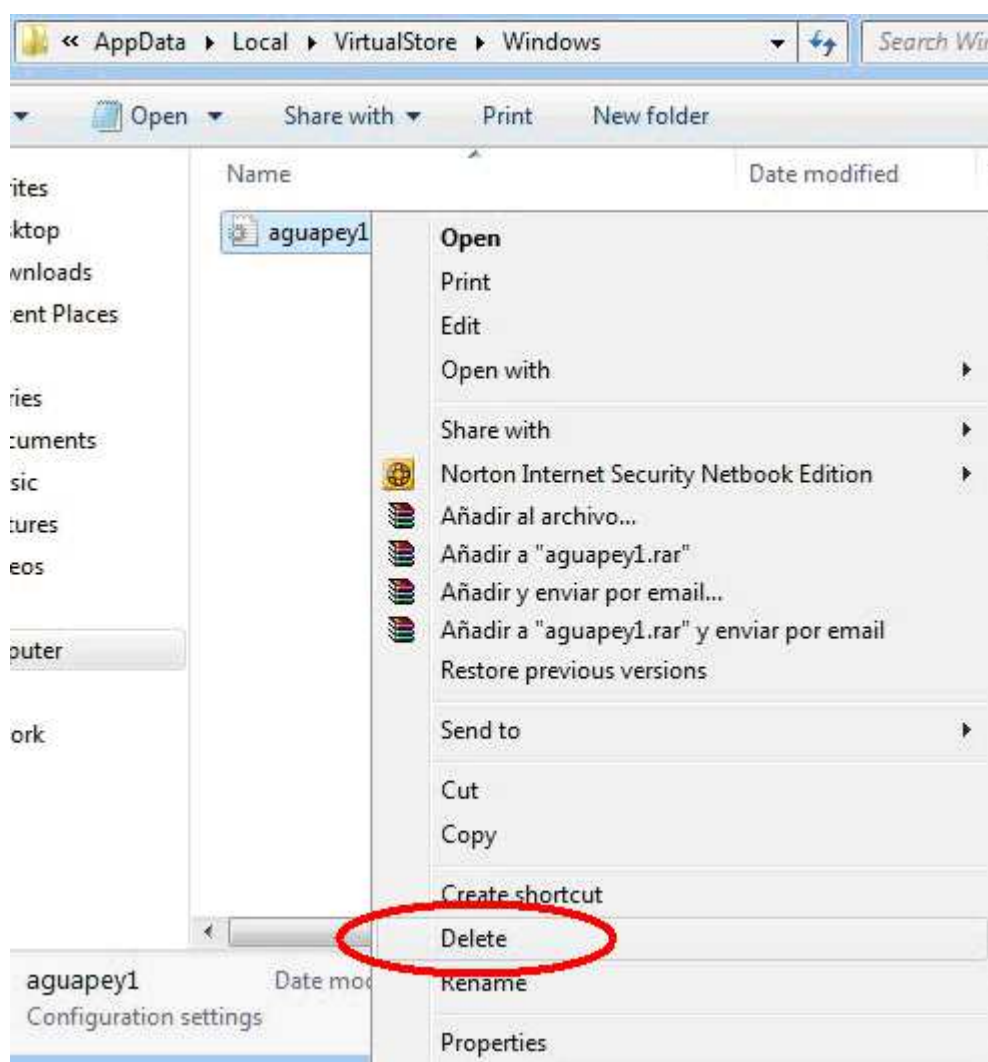 « AppData ▸ Local ▸ VirtualStore ▸ Windows Search Wi
Open Share with Print New folder
Name Date modified
rites
sktop
wnloads
ent Places
ries
cuments
sic
tures
eos
puter
ork
aguapey1
Open
Print
Edit
Open with
Share with
Norton Internet Security Netbook Edition
Añadir al archivo...
Añadir a "aguapey1.rar"
Añadir y enviar por email...
Añadir a "aguapey1.rar" y enviar por email
Restore previous versions
Send to
Cut
Copy
Create shortcut
Delete
Rename
Properties
aguapey1 Date mod
Configuration settings